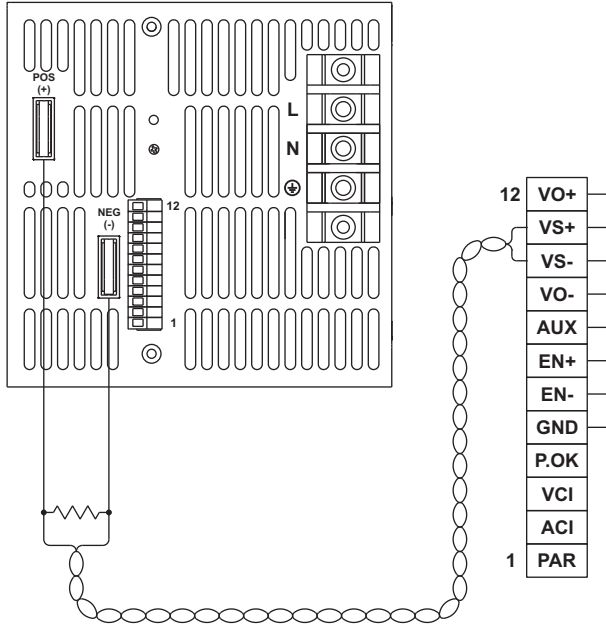 POS
(+)
L
N
NEG
(-)
12
1
12 VO+
VS+
VS-
VO-
AUX
EN+
EN-
GND
P.OK
VCI
ACI
1 PAR